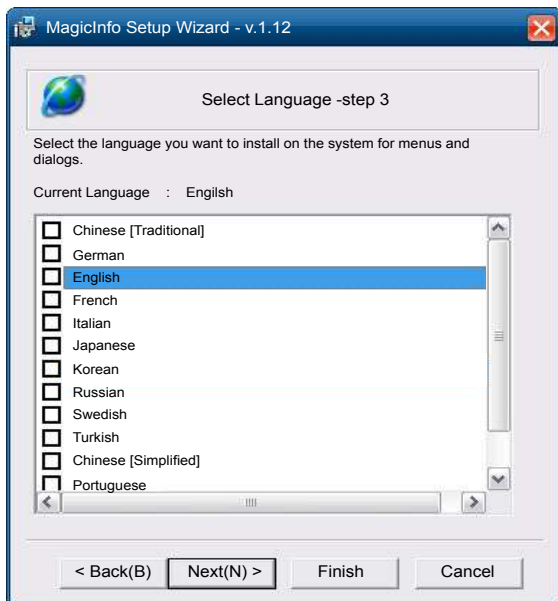 MagicInfo Setup Wizard - v.1.12
Select Language -step 3
Select the language you want to install on the system for menus and
dialogs.
Current Language : Engilsh
Chinese [Traditional]
German
English
French
Italian
Japanese
Korean
Russian
Swedish
Turkish
Chinese [Simplified]
Portuguese
< Back(B) Next(N) > Finish Cancel